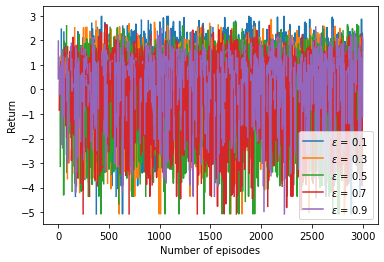 3
2
1
0
−1
−2
−3
−4
−5
Return
0
500
1000
1500
2000
2500
3000
Number of episodes
ε = 0.1
ε = 0.3
ε = 0.5
ε = 0.7
ε = 0.9